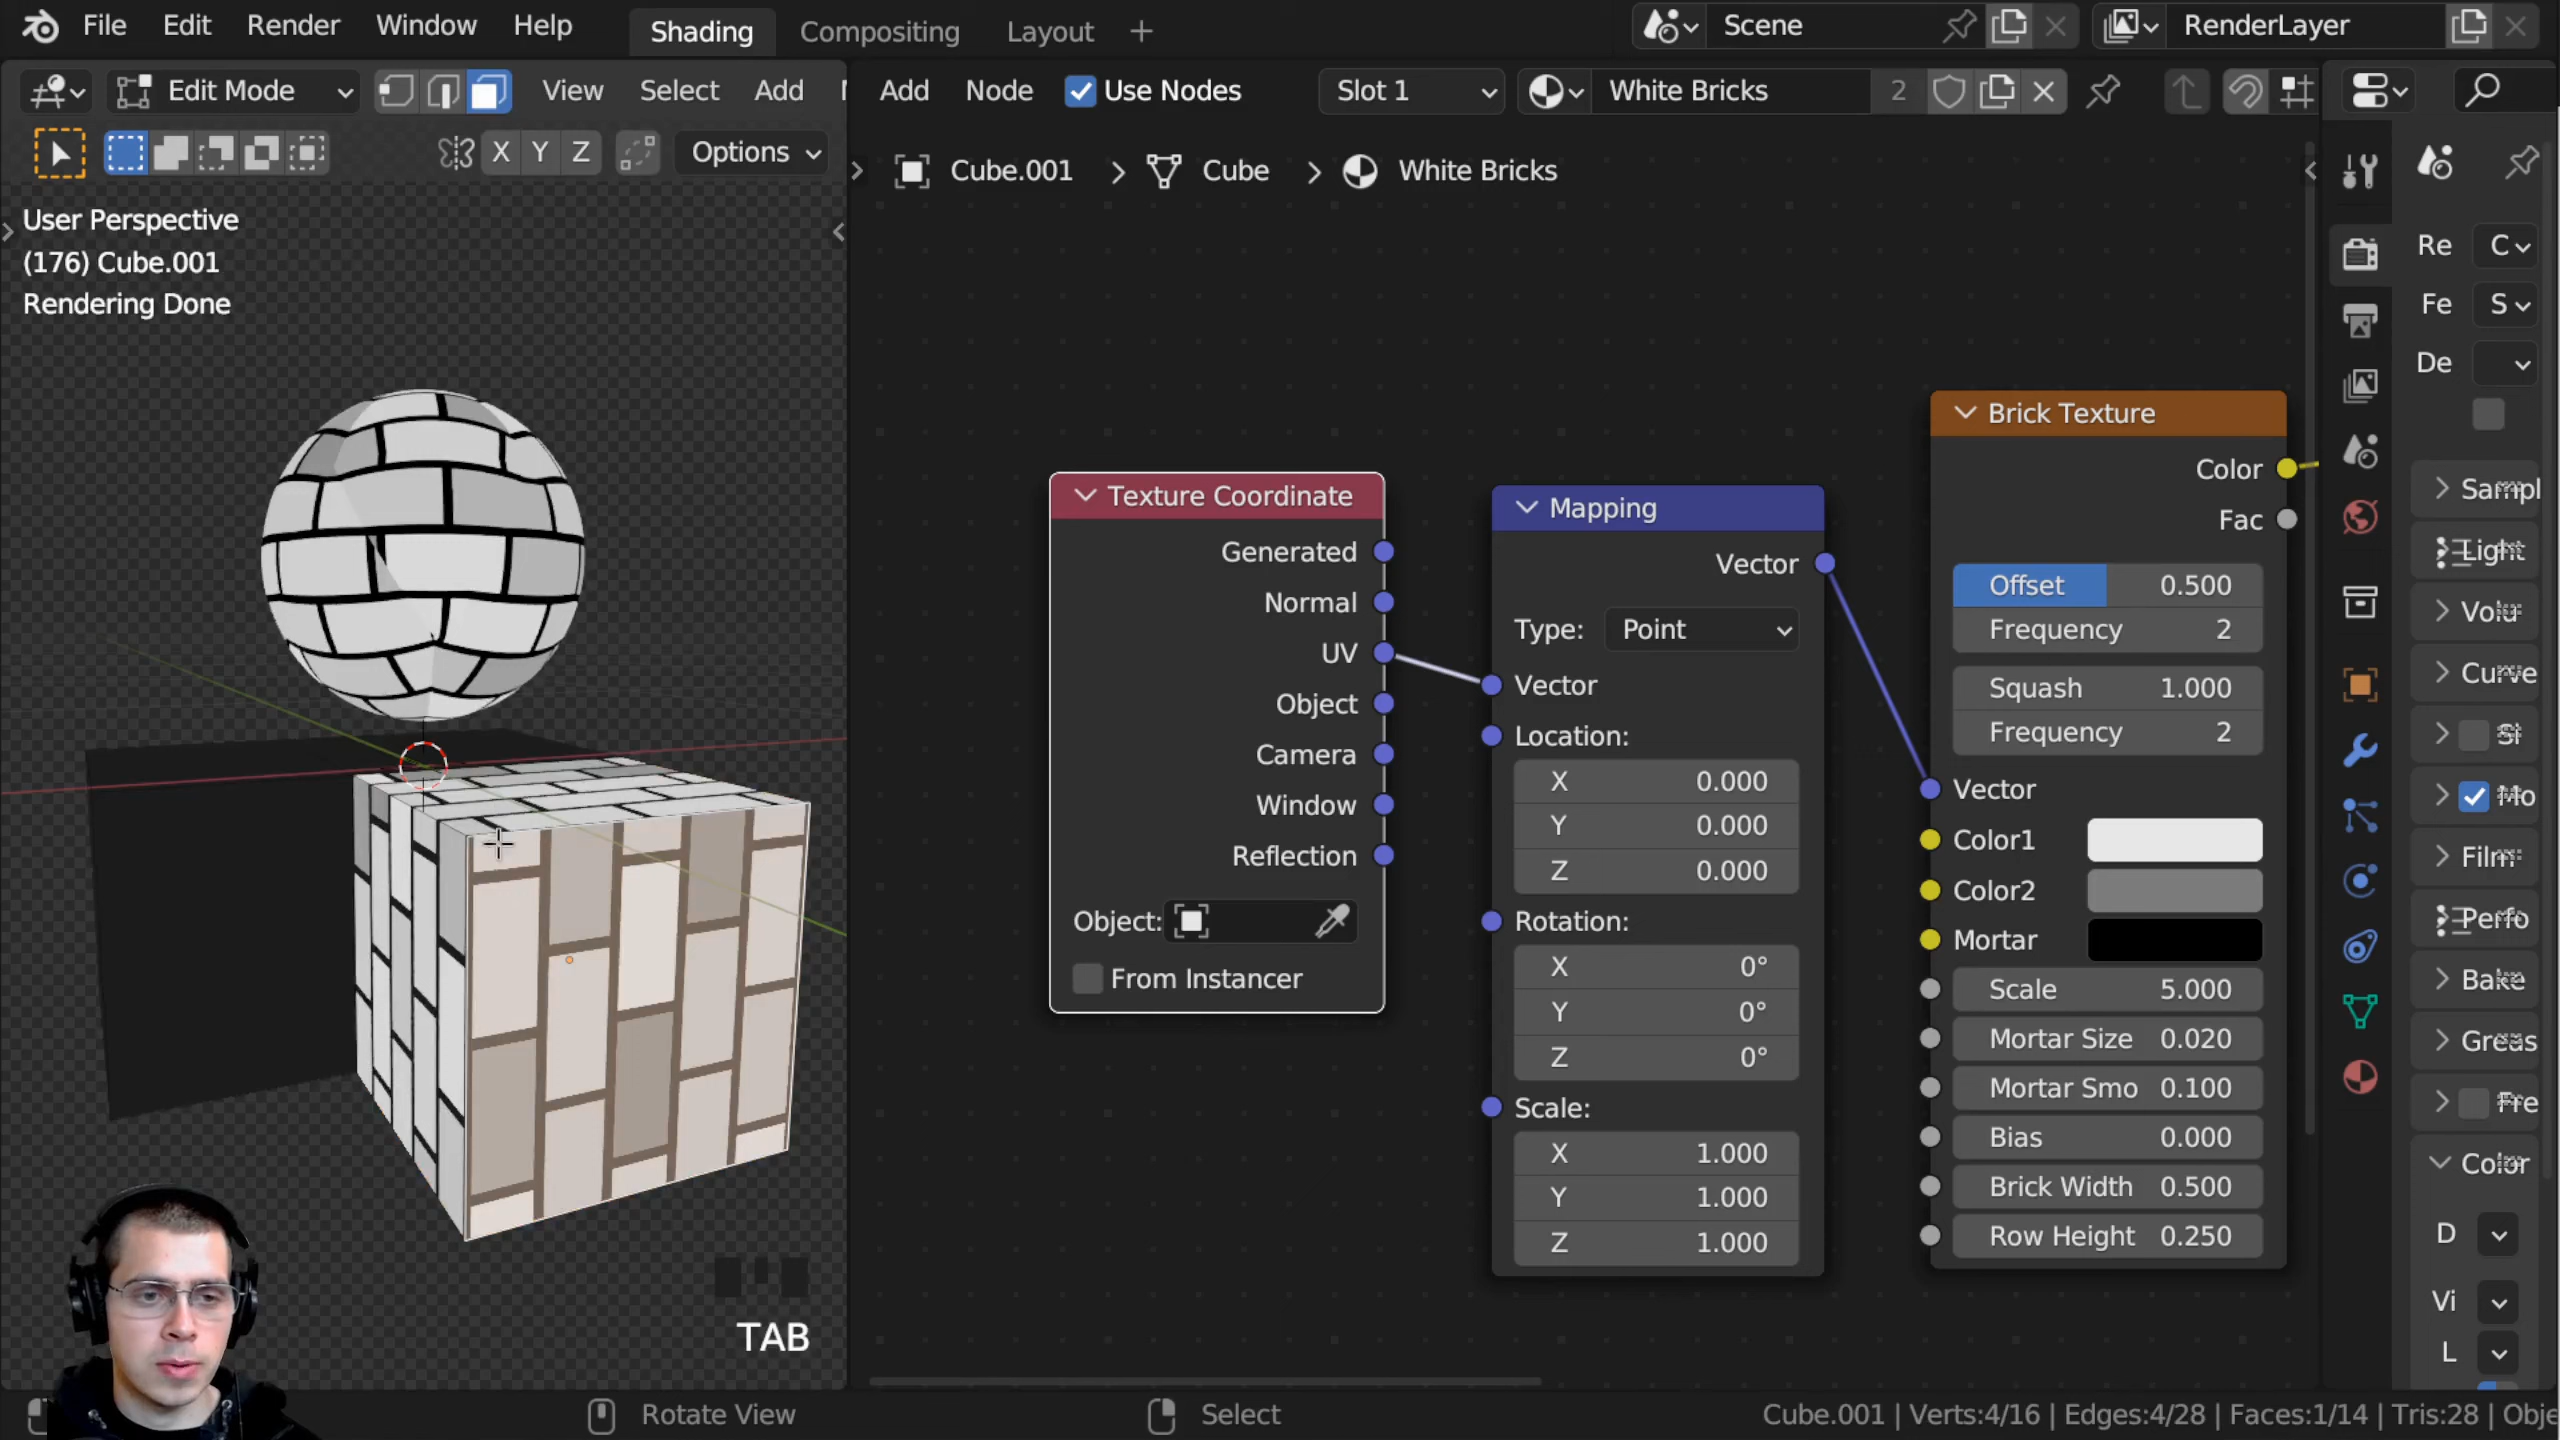 File Edit Render Window Help Shading Compositing Layout + Scene RenderLayer
Edit Mode View Select Add Add Node Use Nodes Slot 1 White Bricks 2
X Y Z Options
Cube.001 > Cube > White Bricks
User Perspective
(176) Cube.001
Rendering Done
Texture Coordinate
Generated
Normal
UV
Object
Camera
Window
Reflection
Object:
From Instancer
Mapping
Vector
Type: Point
Vector
Location:
X 0.000
Y 0.000
Z 0.000
Rotation:
X 0°
Y 0°
Z 0°
Scale:
X 1.000
Y 1.000
Z 1.000
Brick Texture
Color
Fac
Offset 0.500
Frequency 2
Squash 1.000
Frequency 2
Vector
Color1
Color2
Mortar
Scale 5.000
Mortar Size 0.020
Mortar Smo 0.100
Bias 0.000
Brick Width 0.500
Row Height 0.250
Re C
Fe S
De
Sampl
Light
Volu
Curve
Mo
Film
Perfo
Bake
Greas
Fre
Color
D
Vi
L
TAB
Rotate View Select Cube.001 | Verts:4/16 | Edges:4/28 | Faces:1/14 | Tris:28 | Obje